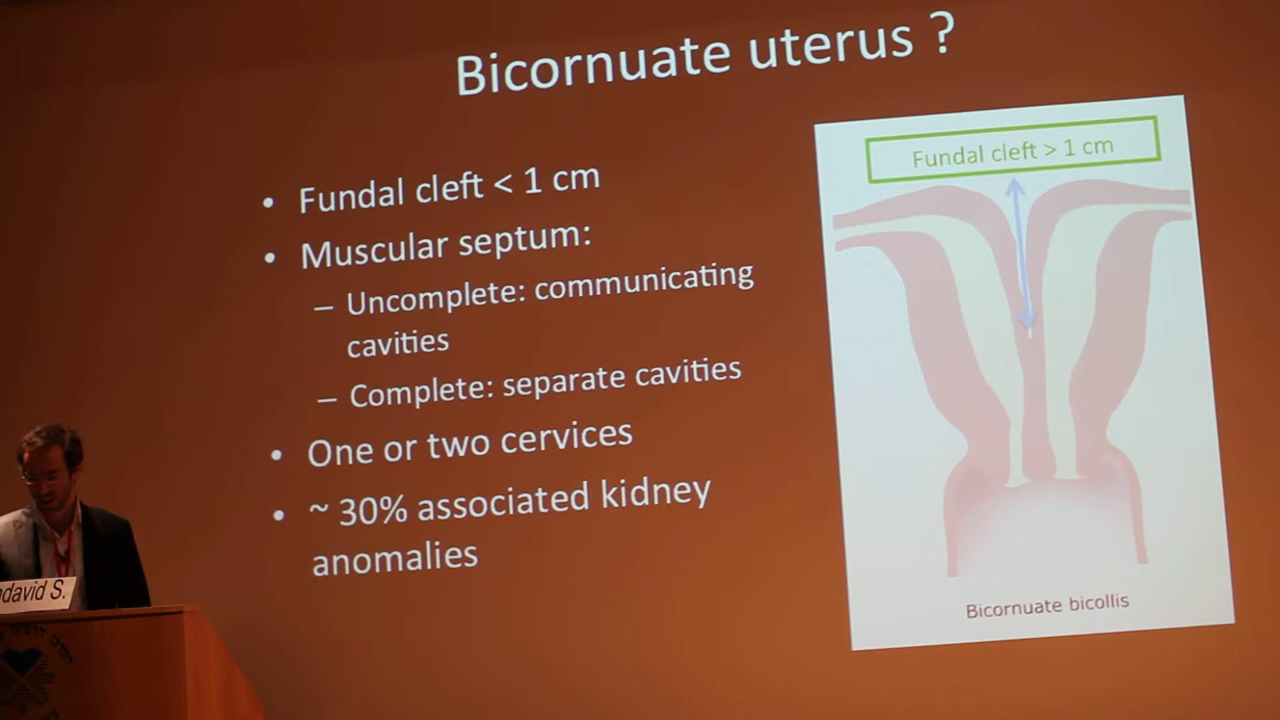 Bicornuate uterus ?
• Fundal cleft < 1 cm
• Muscular septum:
– Uncomplete: communicating
cavities
– Complete: separate cavities
• One or two cervices
• ~ 30% associated kidney
anomalies
Fundal cleft > 1 cm
Bicornuate bicollis
S.